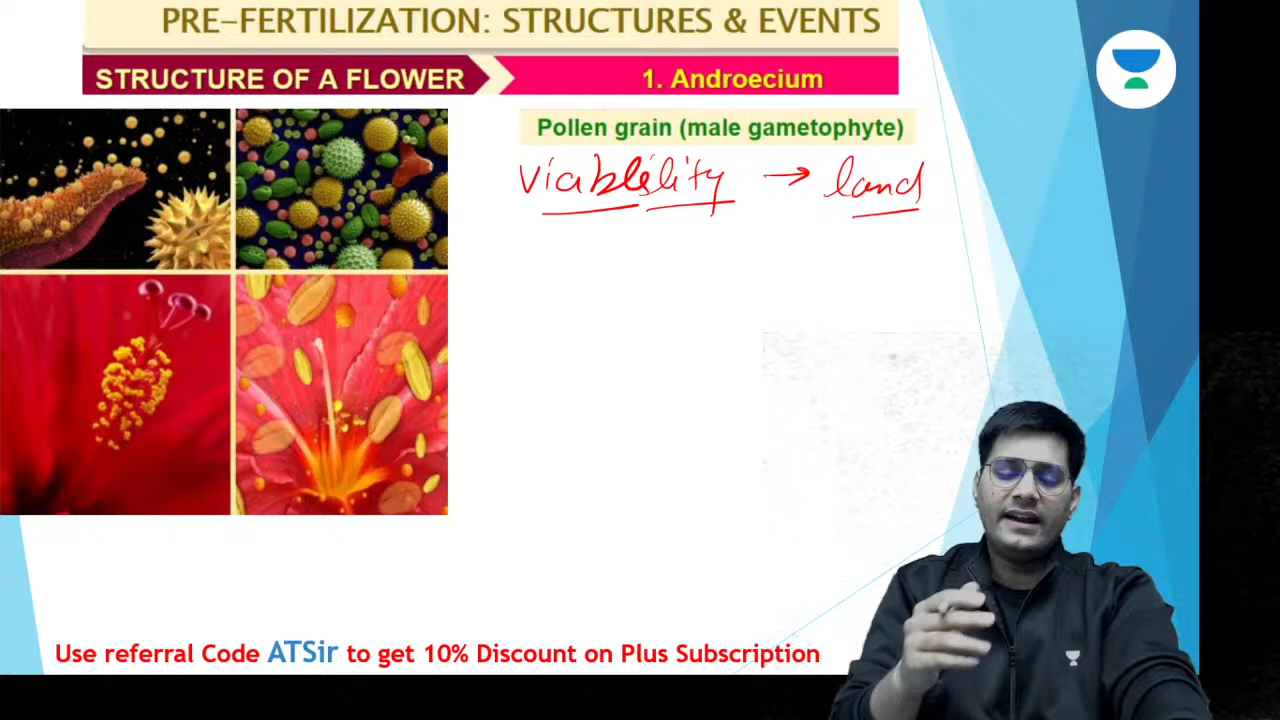 PRE-FERTILIZATION: STRUCTURES & EVENTS
STRUCTURE OF A FLOWER 1. Androecium
Pollen grain (male gametophyte)
viability → land
Use referral Code ATSir to get 10% Discount on Plus Subscription